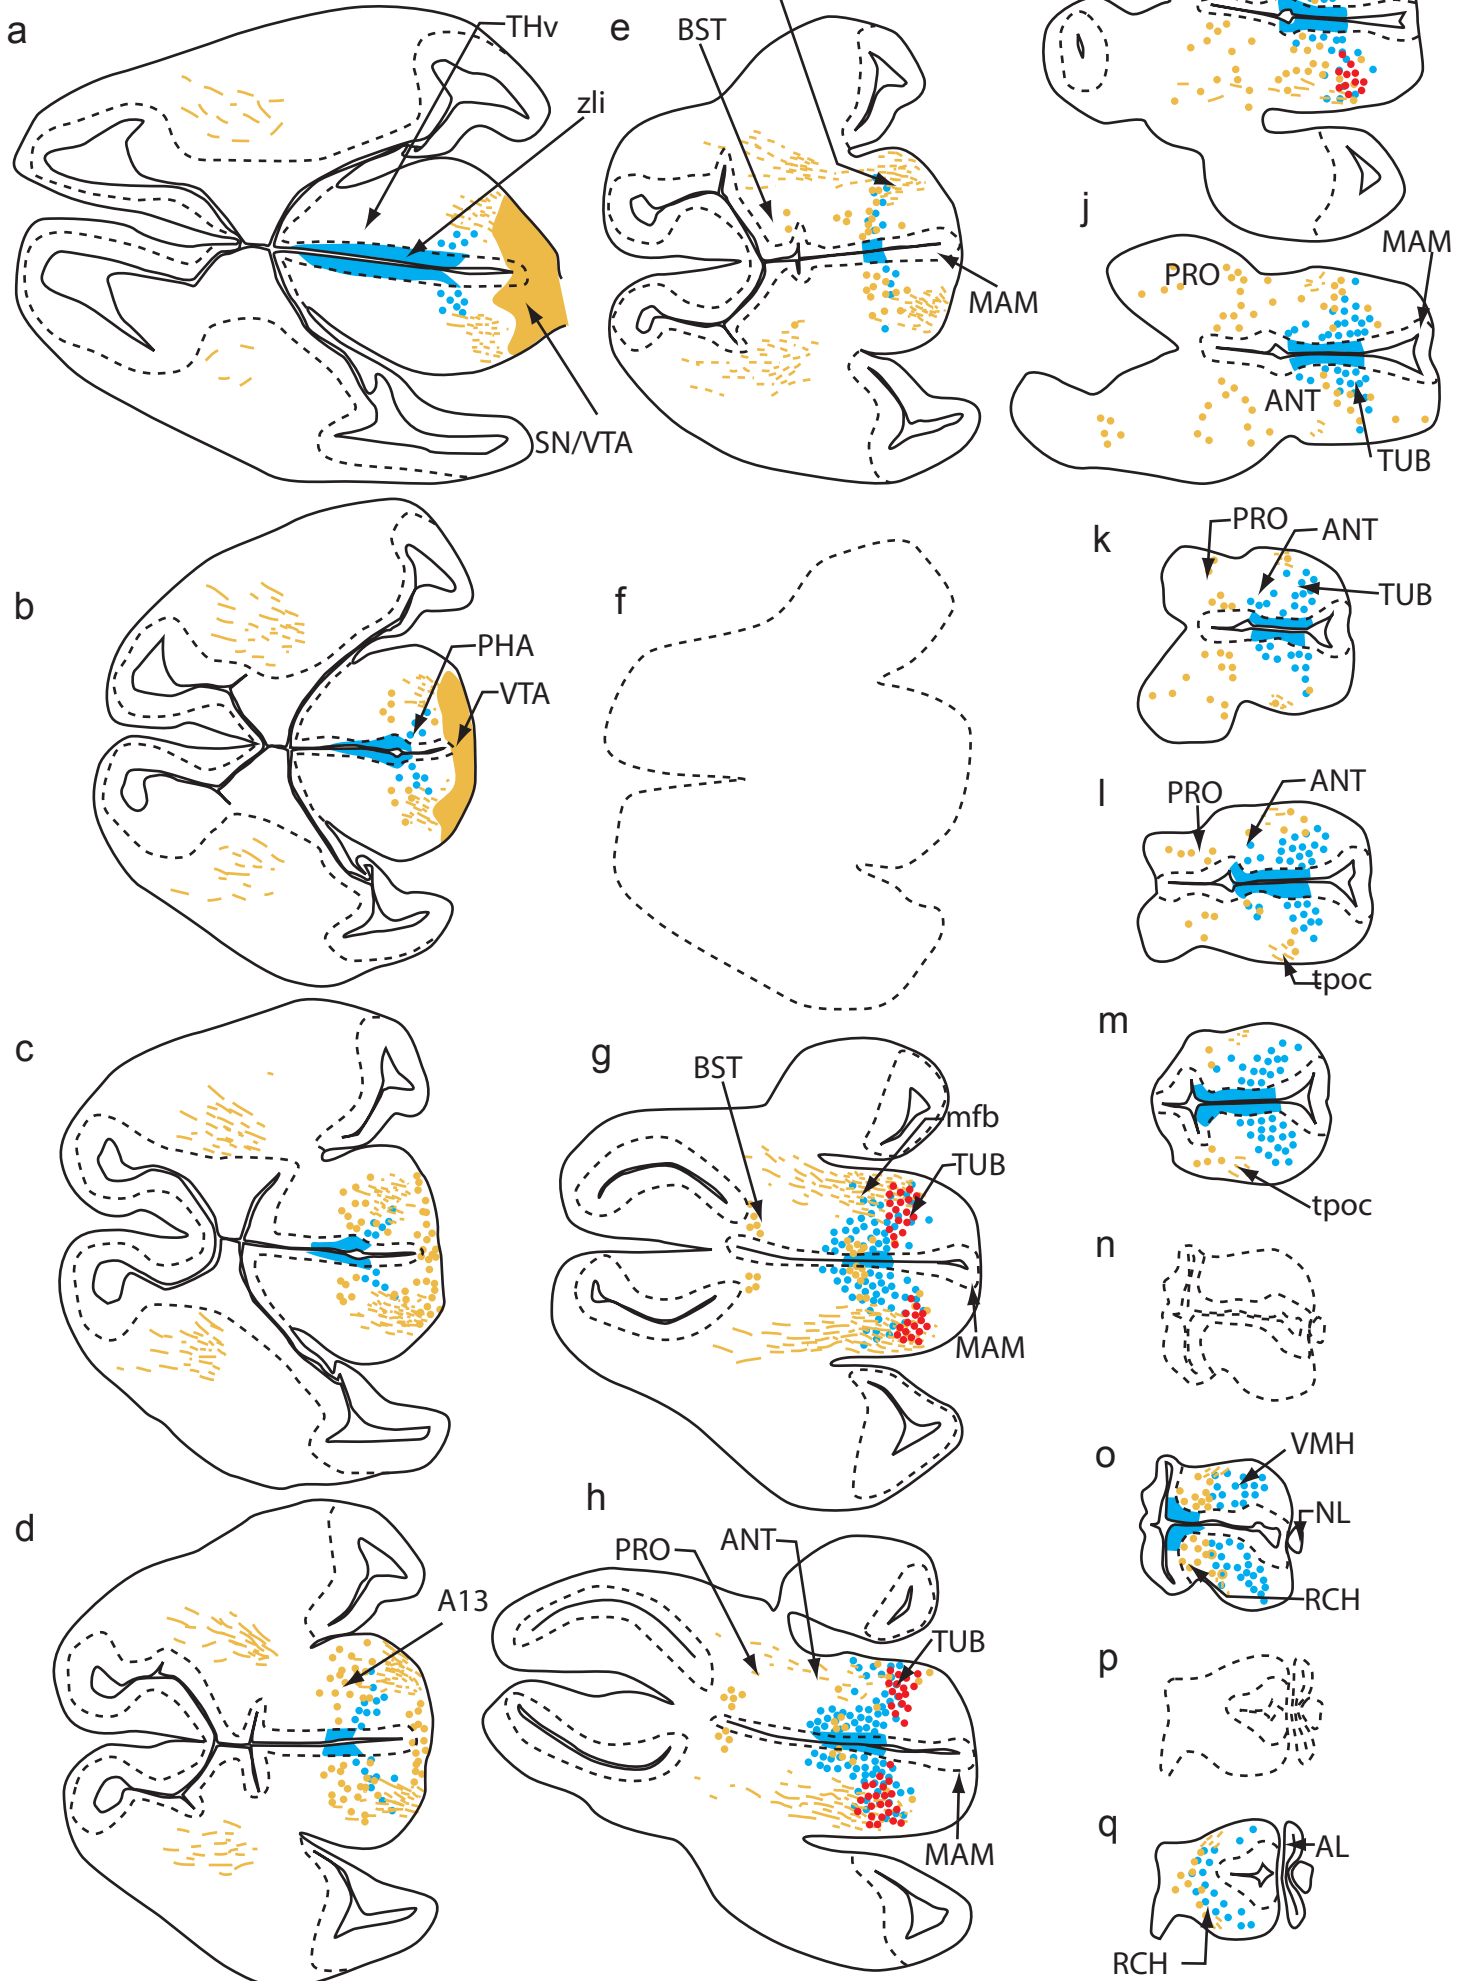 a
THv
zli
SN/VTA
b
PHA
VTA
c
d
A13
e
BST
MAM
f
g
BST
mfb
TUB
MAM
h
PRO
ANT
TUB
MAM
j
MAM
PRO
ANT
TUB
k
PRO
ANT
TUB
l
PRO
ANT
tpoc
m
tpoc
n
o
VMH
NL
RCH
p
q
AL
RCH